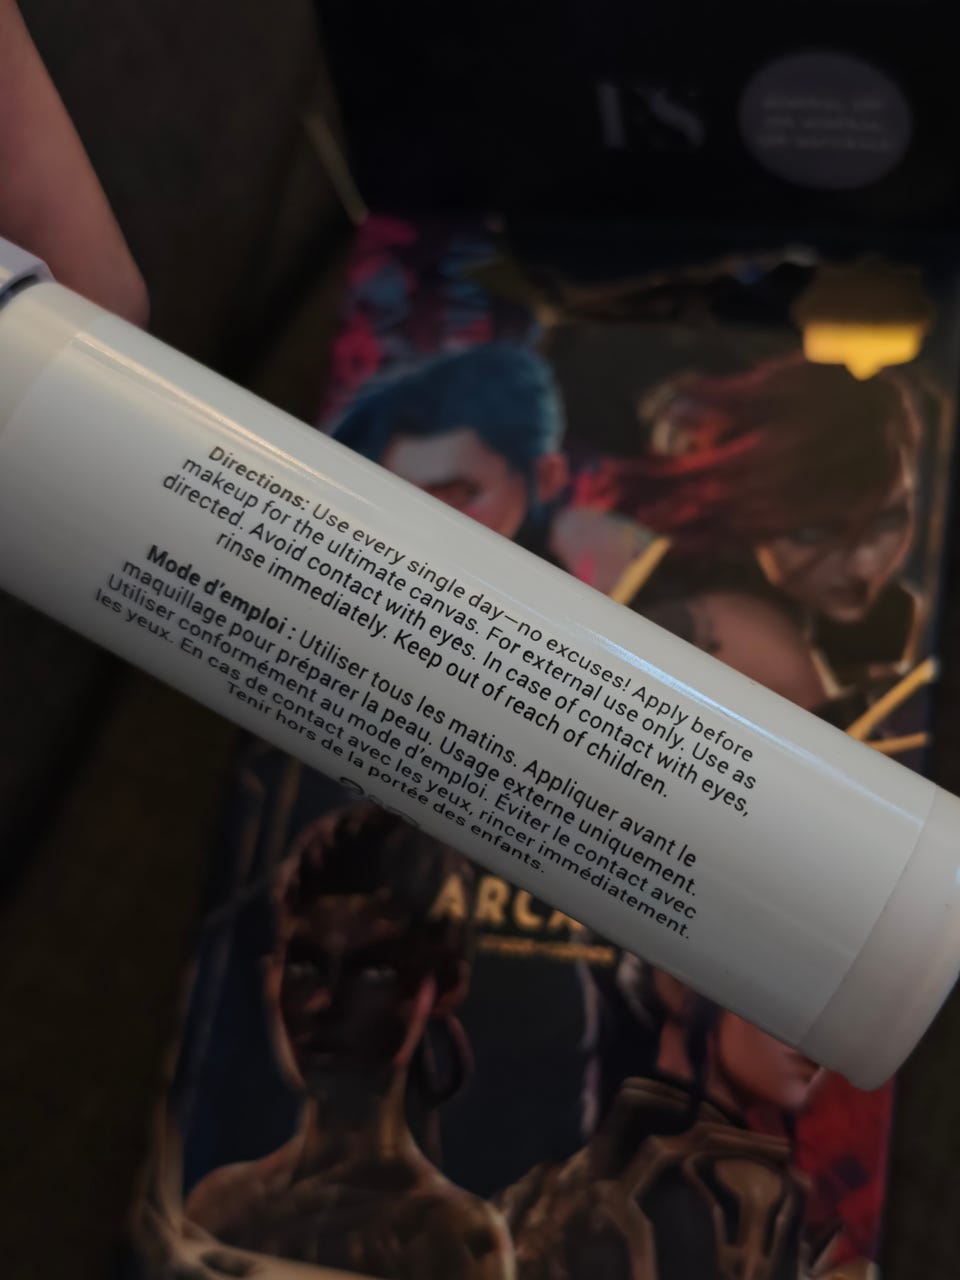 Directions: Use every single day—no excuses! Apply before
makeup for the ultimate canvas. For external use only. Use as
directed. Avoid contact with eyes. In case of contact with eyes,
rinse immediately. Keep out of reach of children.
Mode d'emploi : Utiliser tous les matins. Appliquer avant le
maquillage pour préparer la peau. Usage externe uniquement.
Utiliser conformément au mode d'emploi. Éviter le contact avec
les yeux. En cas de contact avec les yeux, rincer immédiatement.
Tenir hors de la portée des enfants.
ARCA